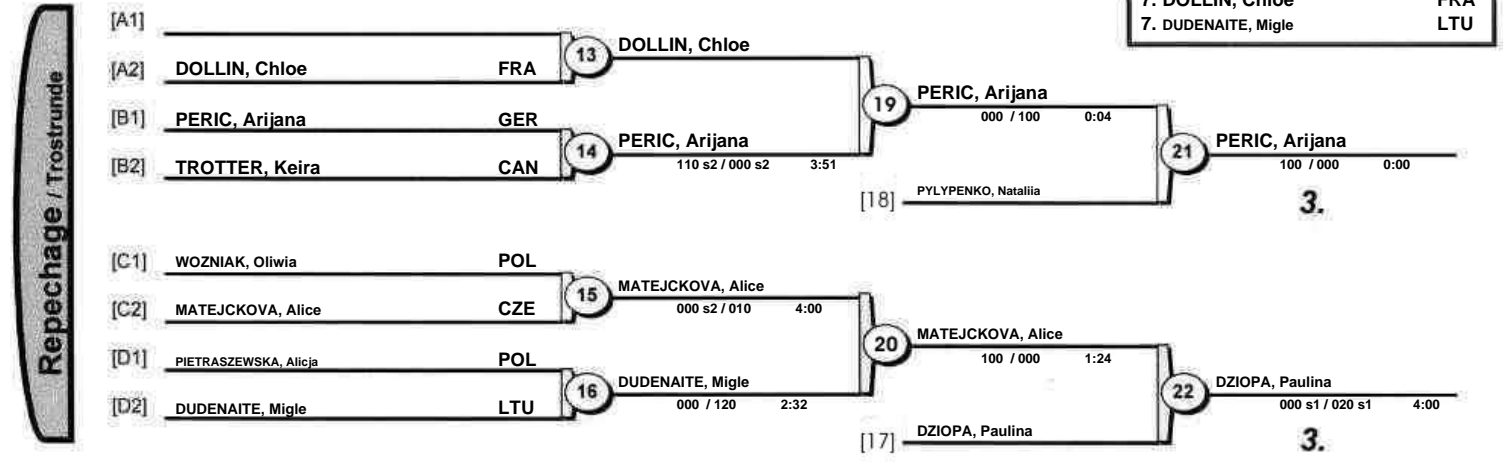 7. DOLLIN, Chloe FRA
7. DUDENAITE, Migle LTU
Repechage / Trostrunde
[A1]
[A2] DOLLIN, Chloe FRA
13 DOLLIN, Chloe
[B1] PERIC, Arijana GER
[B2] TROTTER, Keira CAN
14 PERIC, Arijana
110 s2 / 000 s2 3:51
19 PERIC, Arijana
000 / 100 0:04
[18] PYLYPENKO, Nataliia
21 PERIC, Arijana
100 / 000 0:00
3.
[C1] WOZNIAK, Oliwia POL
[C2] MATEJCKOVA, Alice CZE
15 MATEJCKOVA, Alice
000 s2 / 010 4:00
[D1] PIETRASZEWSKA, Alicja POL
[D2] DUDENAITE, Migle LTU
16 DUDENAITE, Migle
000 / 120 2:32
20 MATEJCKOVA, Alice
100 / 000 1:24
[17] DZIOPA, Paulina
22 DZIOPA, Paulina
000 s1 / 020 s1 4:00
3.